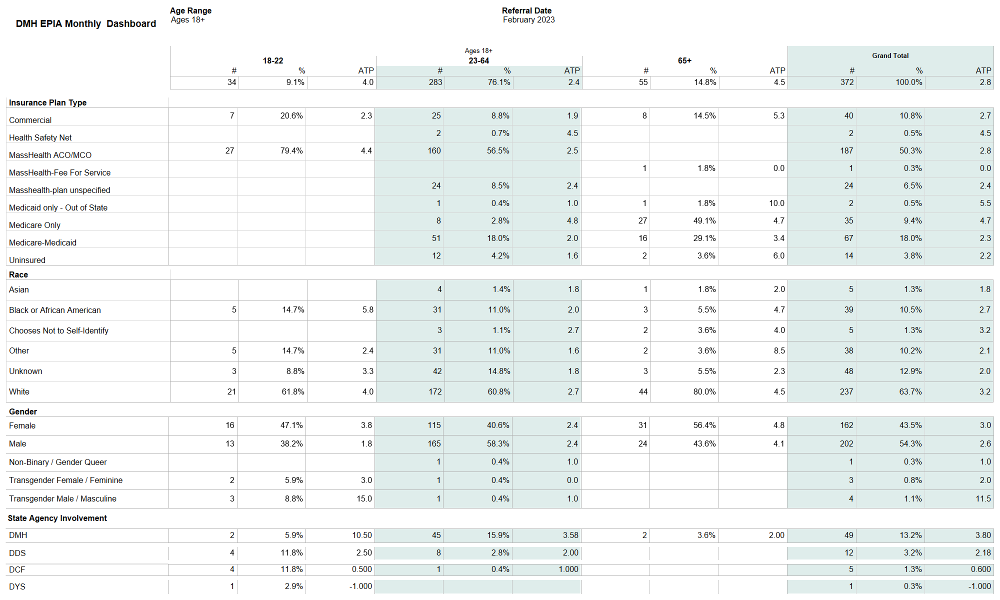 Age Range
Referral Date
DMH EPIA Monthly Dashboard
Ages 18+
February 2023
Ages 18+
18-22 23-64 65+ Grand Total
# % ATP # % ATP # % ATP # % ATP
34 9.1% 4.0 283 76.1% 2.4 55 14.8% 4.5 372 100.0% 2.8
Insurance Plan Type
Commercial 7 20.6% 2.3 25 8.8% 1.9 8 14.5% 5.3 40 10.8% 2.7
Health Safety Net 2 0.7% 4.5 2 0.5% 4.5
MassHealth ACO/MCO 27 79.4% 4.4 160 56.5% 2.5 187 50.3% 2.8
MassHealth-Fee For Service 1 1.8% 0.0 1 0.3% 0.0
Masshealth-plan unspecified 24 8.5% 2.4 24 6.5% 2.4
Medicaid only - Out of State 1 0.4% 1.0 1 1.8% 10.0 2 0.5% 5.5
Medicare Only 8 2.8% 4.8 27 49.1% 4.7 35 9.4% 4.7
Medicare-Medicaid 51 18.0% 2.0 16 29.1% 3.4 67 18.0% 2.3
Uninsured 12 4.2% 1.6 2 3.6% 6.0 14 3.8% 2.2
Race
Asian 4 1.4% 1.8 1 1.8% 2.0 5 1.3% 1.8
Black or African American 5 14.7% 5.8 31 11.0% 2.0 3 5.5% 4.7 39 10.5% 2.7
Chooses Not to Self-Identify 3 1.1% 2.7 2 3.6% 4.0 5 1.3% 3.2
Other 5 14.7% 2.4 31 11.0% 1.6 2 3.6% 8.5 38 10.2% 2.1
Unknown 3 8.8% 3.3 42 14.8% 1.8 3 5.5% 2.3 48 12.9% 2.0
White 21 61.8% 4.0 172 60.8% 2.7 44 80.0% 4.5 237 63.7% 3.2
Gender
Female 16 47.1% 3.8 115 40.6% 2.4 31 56.4% 4.8 162 43.5% 3.0
Male 13 38.2% 1.8 165 58.3% 2.4 24 43.6% 4.1 202 54.3% 2.6
Non-Binary / Gender Queer 1 0.4% 1.0 1 0.3% 1.0
Transgender Female / Feminine 2 5.9% 3.0 1 0.4% 0.0 3 0.8% 2.0
Transgender Male / Masculine 3 8.8% 15.0 1 0.4% 1.0 4 1.1% 11.5
State Agency Involvement
DMH 2 5.9% 10.50 45 15.9% 3.58 2 3.6% 2.00 49 13.2% 3.80
DDS 4 11.8% 2.50 8 2.8% 2.00 12 3.2% 2.18
DCF 4 11.8% 0.500 1 0.4% 1.000 5 1.3% 0.600
DYS 1 2.9% -1.000 1 0.3% -1.000